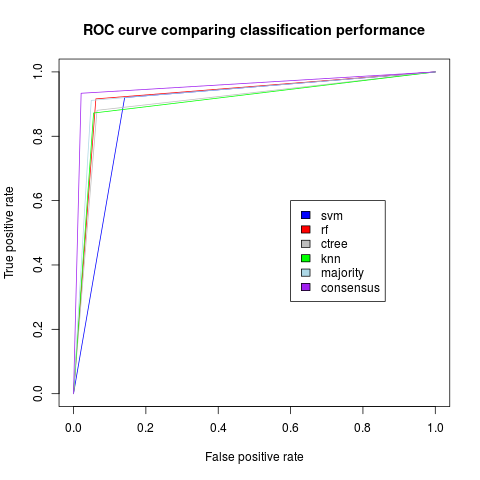 ROC curve comparing classification performance
True positive rate
1.0
0.8
0.6
0.4
0.2
0.0
svm
rf
ctree
knn
majority
consensus
0.0 0.2 0.4 0.6 0.8 1.0
False positive rate